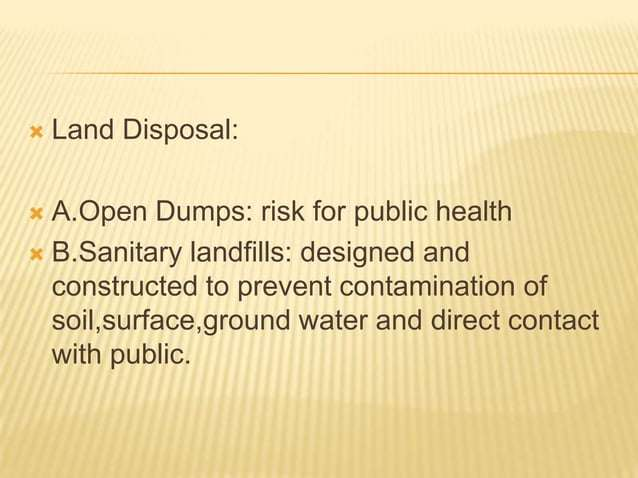 Land Disposal:
A.Open Dumps: risk for public health
B.Sanitary landfills: designed and
constructed to prevent contamination of
soil,surface,ground water and direct contact
with public.